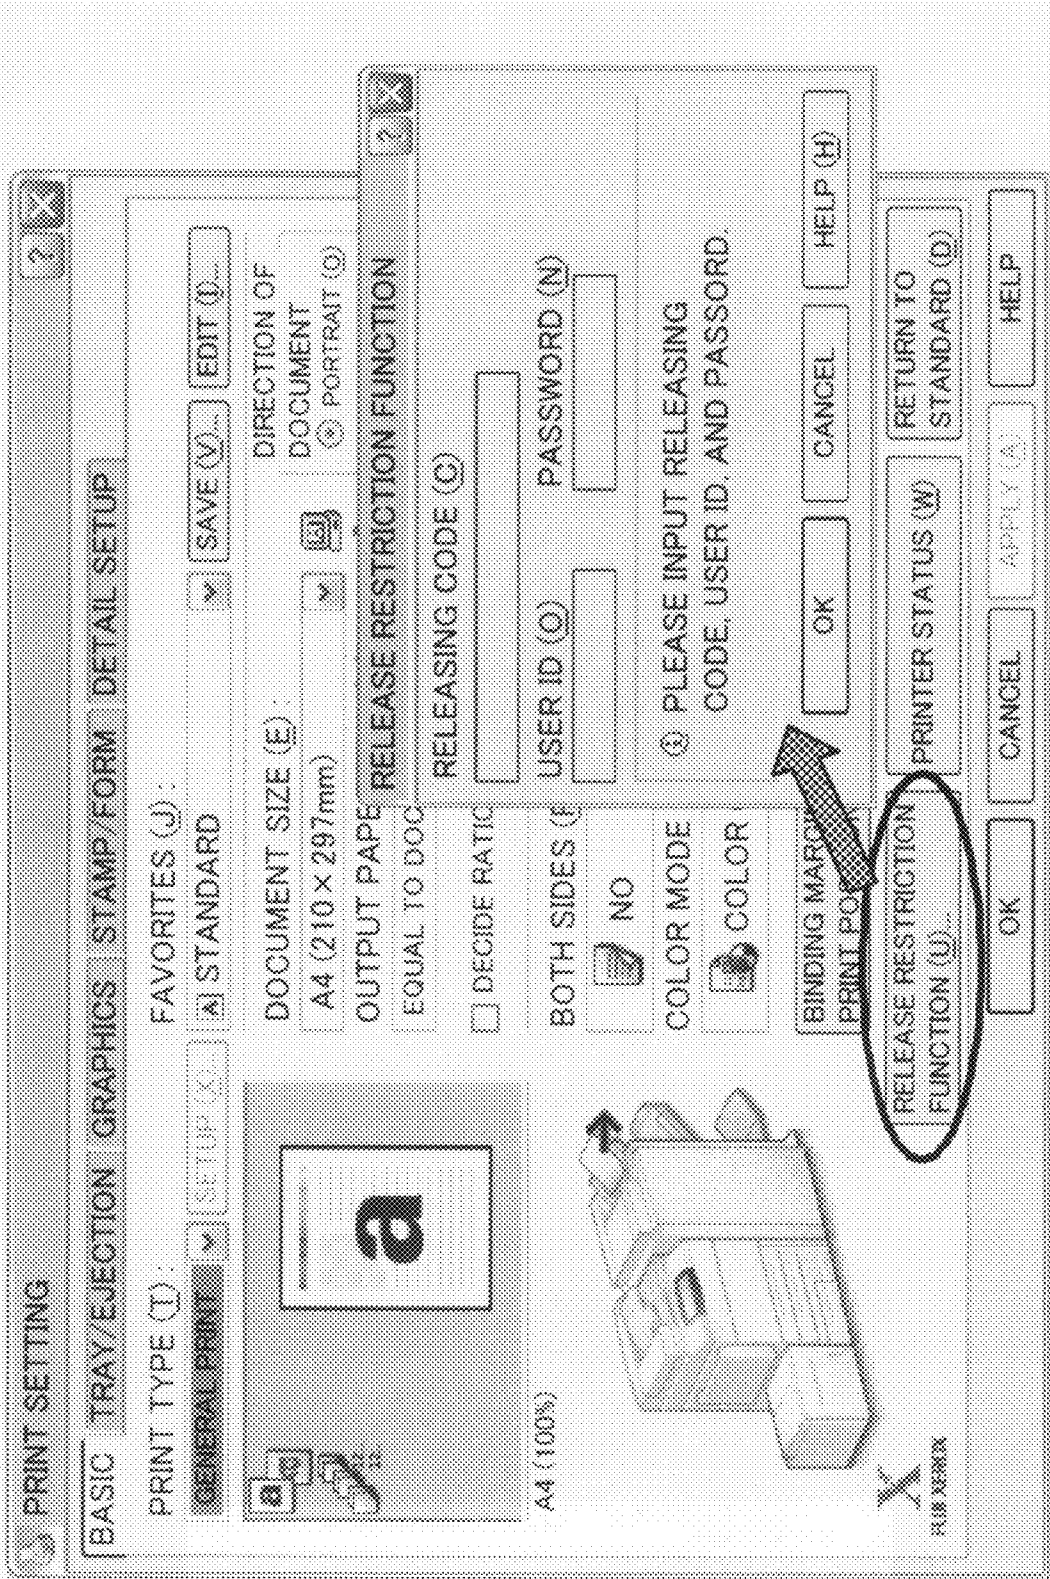 PRINT SETTING
BASIC TRAY/EJECTION GRAPHICS STAMP/FORM DETAIL SETUP
PRINT TYPE (T) :
GENERAL PRINT
A4 (100%)
FUJI XEROX
FAVORITES (J) :
STANDARD
SAVE (V)... EDIT (I)...
DOCUMENT SIZE (E) :
A4 (210 × 297mm)
DIRECTION OF
DOCUMENT
PORTRAIT (O)
OUTPUT PAPE
EQUAL TO DOC
DECIDE RATIO
BOTH SIDES (
NO
COLOR MODE
COLOR
BINDING MARG
PRINT PO
RELEASE RESTRICTION FUNCTION
RELEASING CODE (C)
USER ID (O) PASSWORD (N)
PLEASE INPUT RELEASING
CODE, USER ID, AND PASSORD.
OK CANCEL HELP (H)
RELEASE RESTRICTION
FUNCTION (U)...
PRINTER STATUS (W)
RETURN TO
STANDARD (D)
OK CANCEL APPLY (A HELP